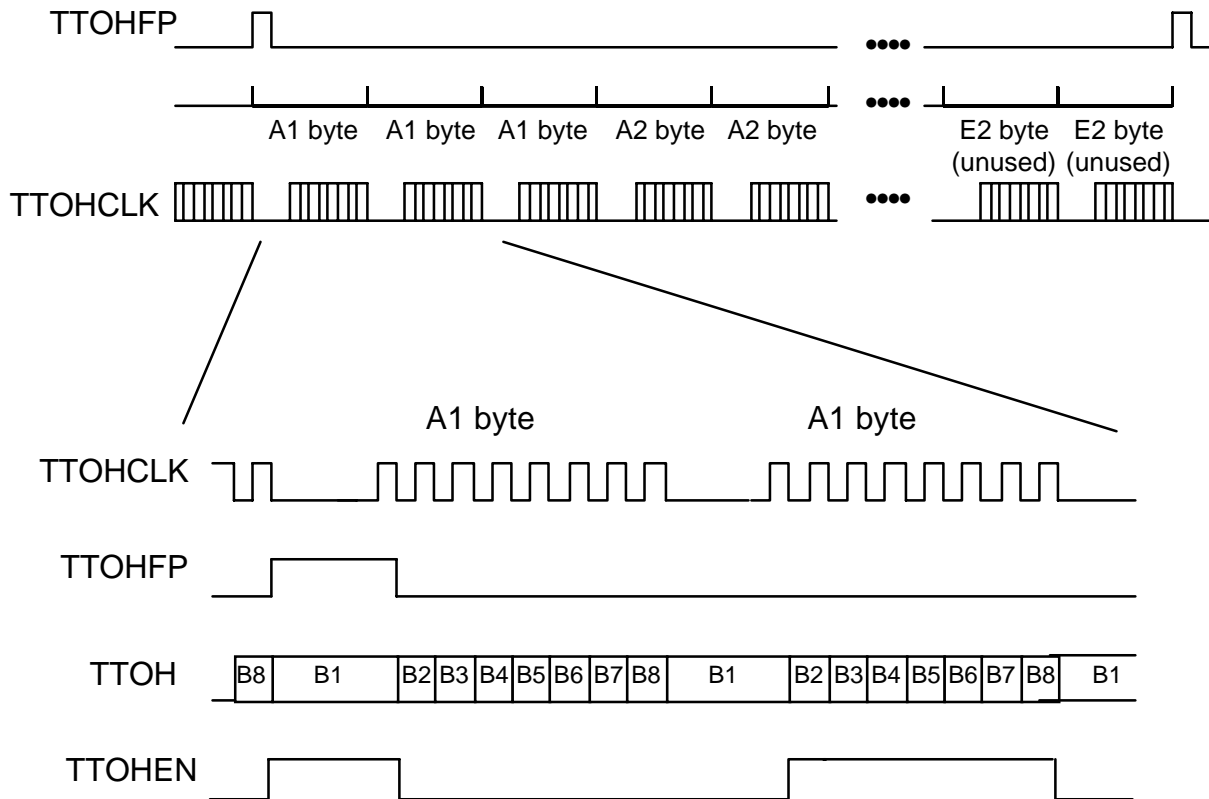 TTOHFP
A1 byte A1 byte A1 byte A2 byte A2 byte E2 byte E2 byte
(unused) (unused)
TTOHCLK
A1 byte A1 byte
TTOHCLK
TTOHFP
TTOH B8 B1 B2 B3 B4 B5 B6 B7 B8 B1 B2 B3 B4 B5 B6 B7 B8 B1
TTOHEN